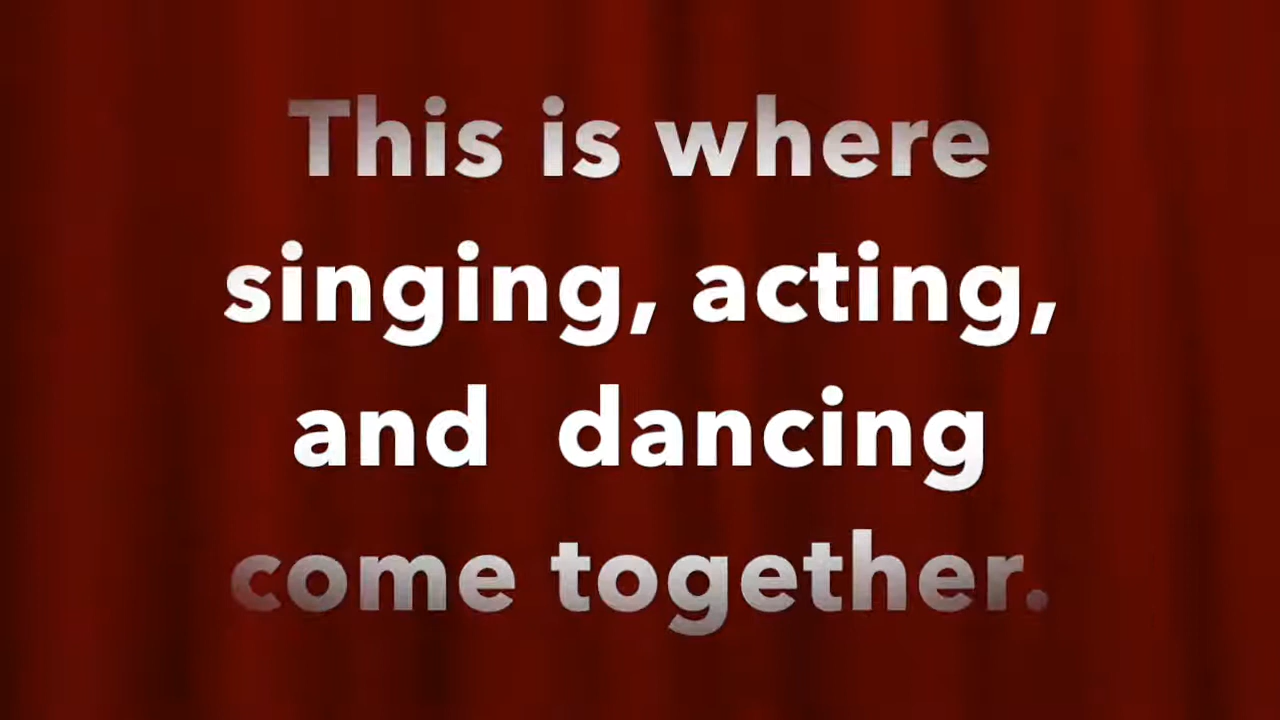 This is where
singing, acting,
and  dancing
come together.